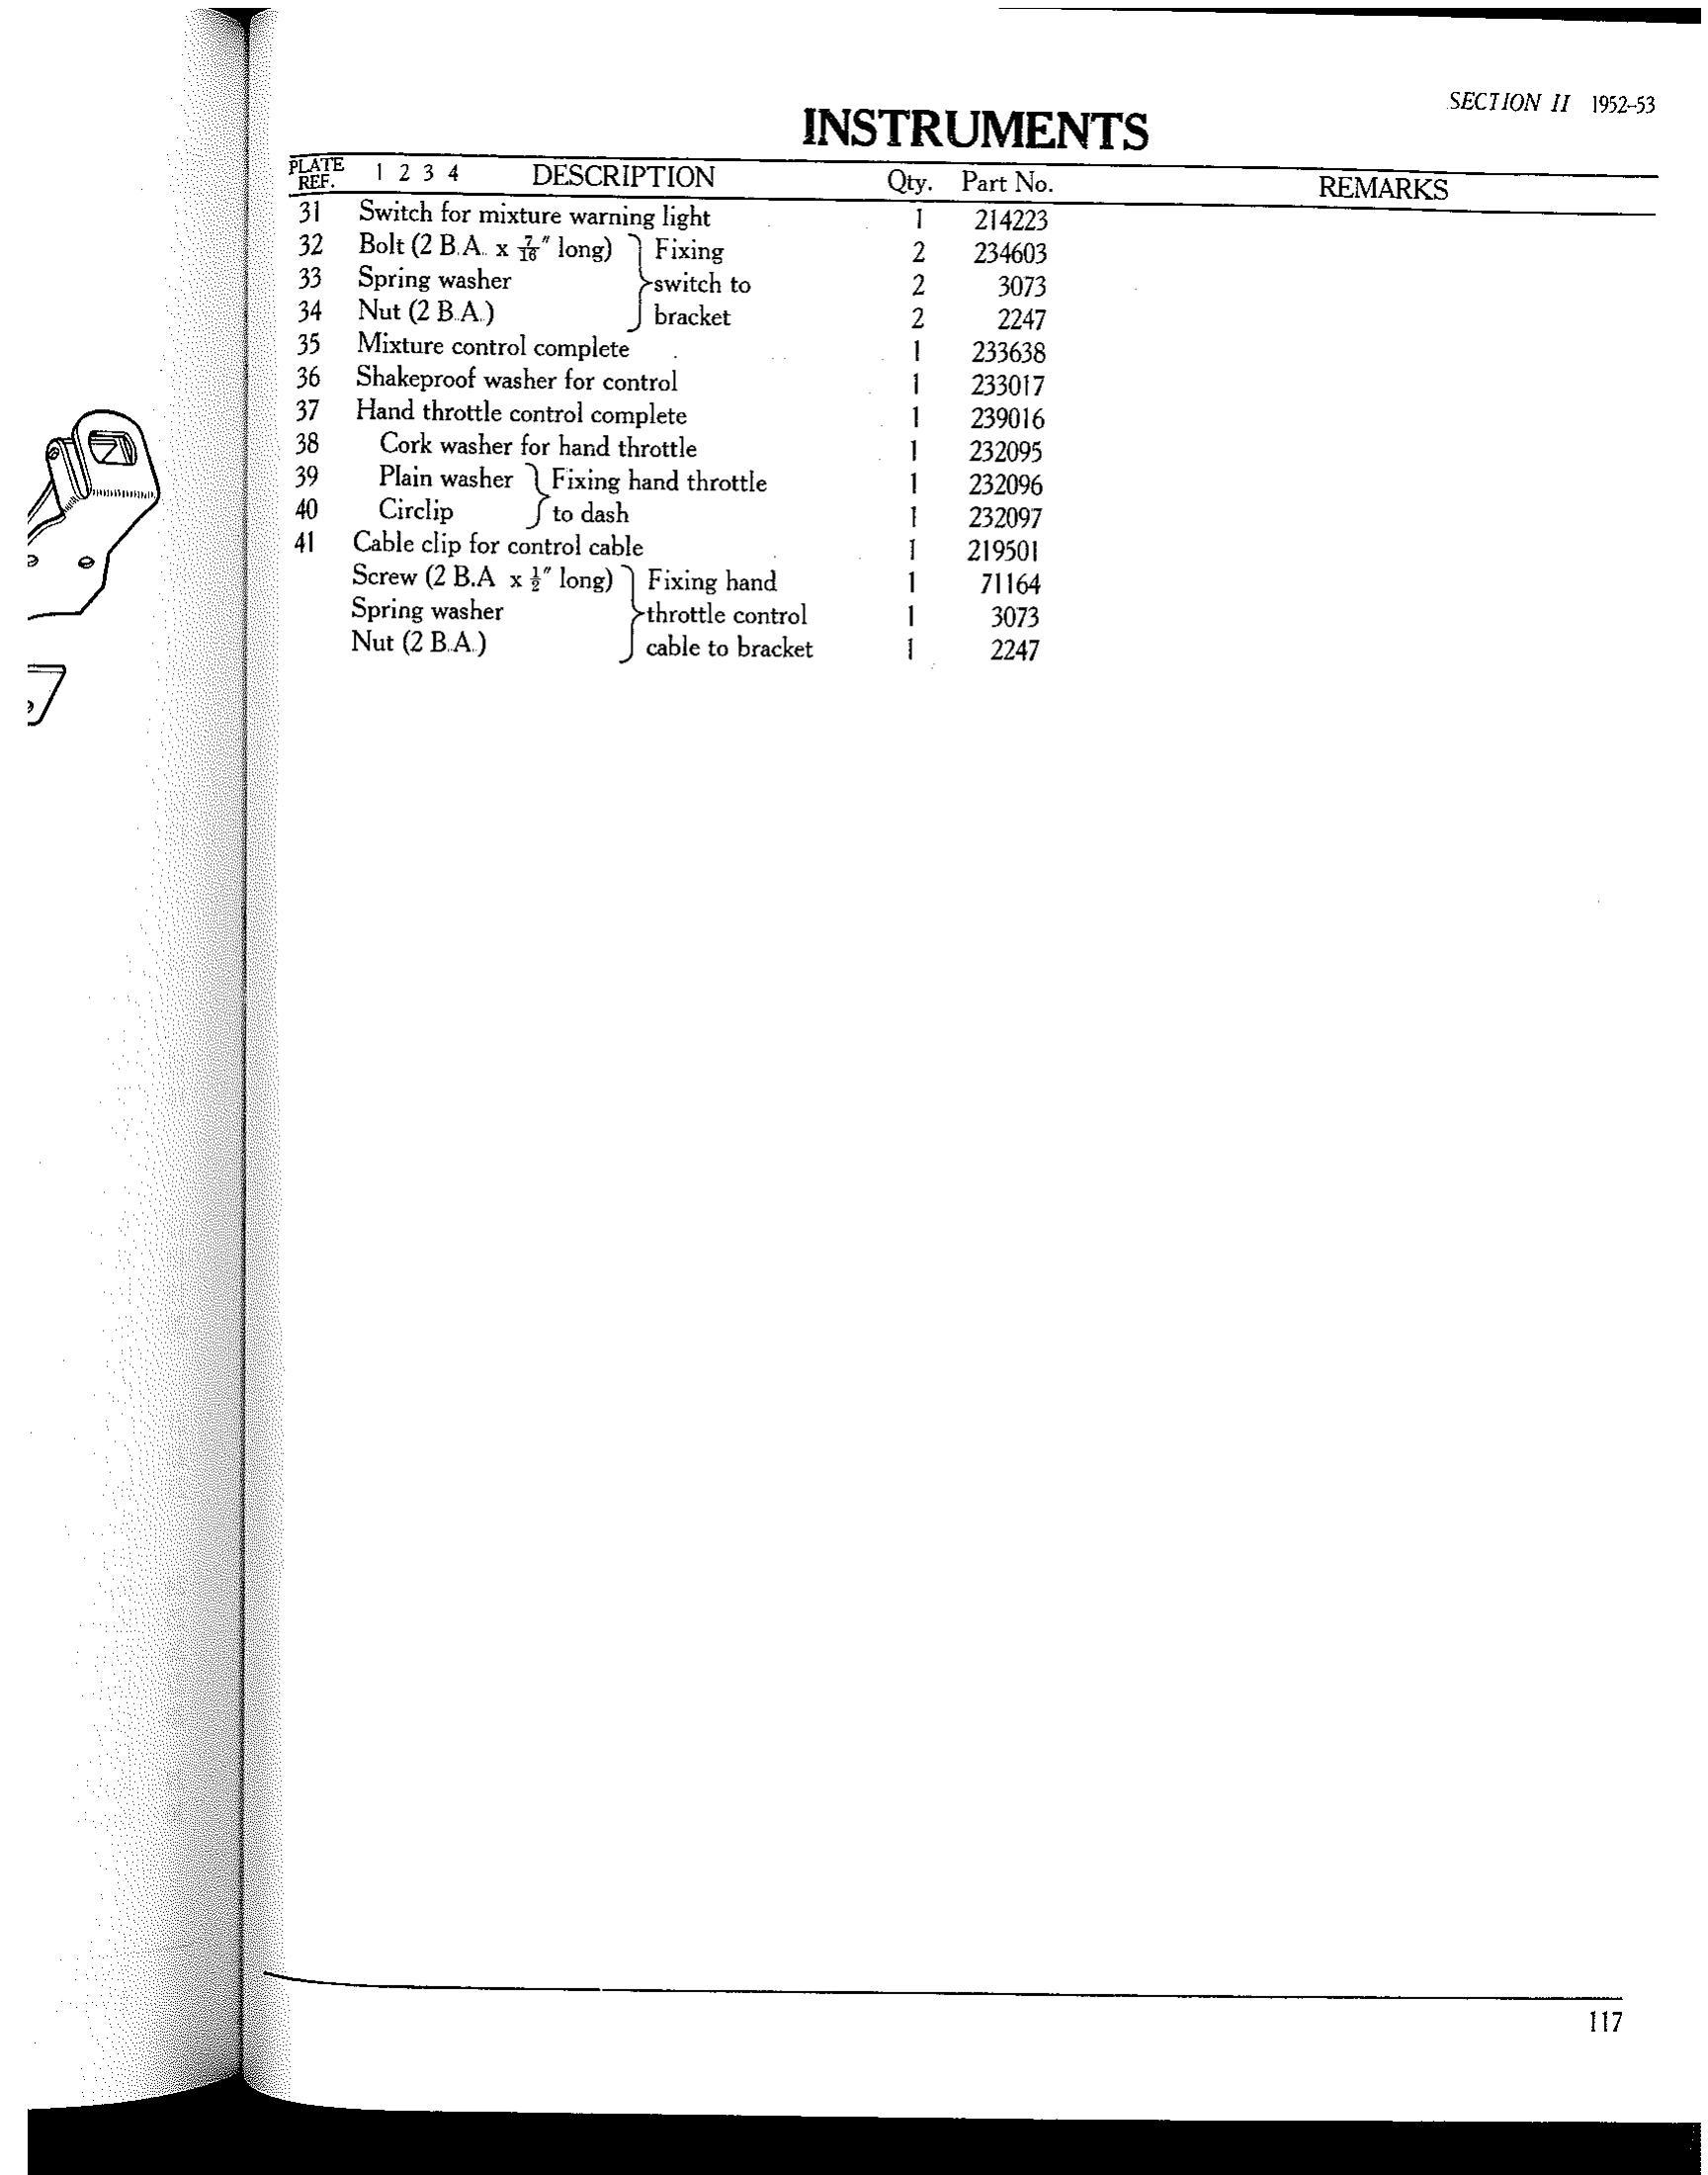 SECTION II 1952-53
INSTRUMENTS
PLATE REF. 1 2 3 4 DESCRIPTION Qty. Part No. REMARKS
31 Switch for mixture warning light 1 214223
32 Bolt (2 B.A. x 7/16″ long) } Fixing 2 234603
33 Spring washer } switch to 2 3073
34 Nut (2 B.A.) } bracket 2 2247
35 Mixture control complete 1 233638
36 Shakeproof washer for control 1 233017
37 Hand throttle control complete 1 239016
38 Cork washer for hand throttle 1 232095
39 Plain washer } Fixing hand throttle 1 232096
40 Circlip } to dash 1 232097
41 Cable clip for control cable 1 219501
Screw (2 B.A x ½″ long) } Fixing hand 1 71164
Spring washer } throttle control 1 3073
Nut (2 B.A.) } cable to bracket 1 2247
117